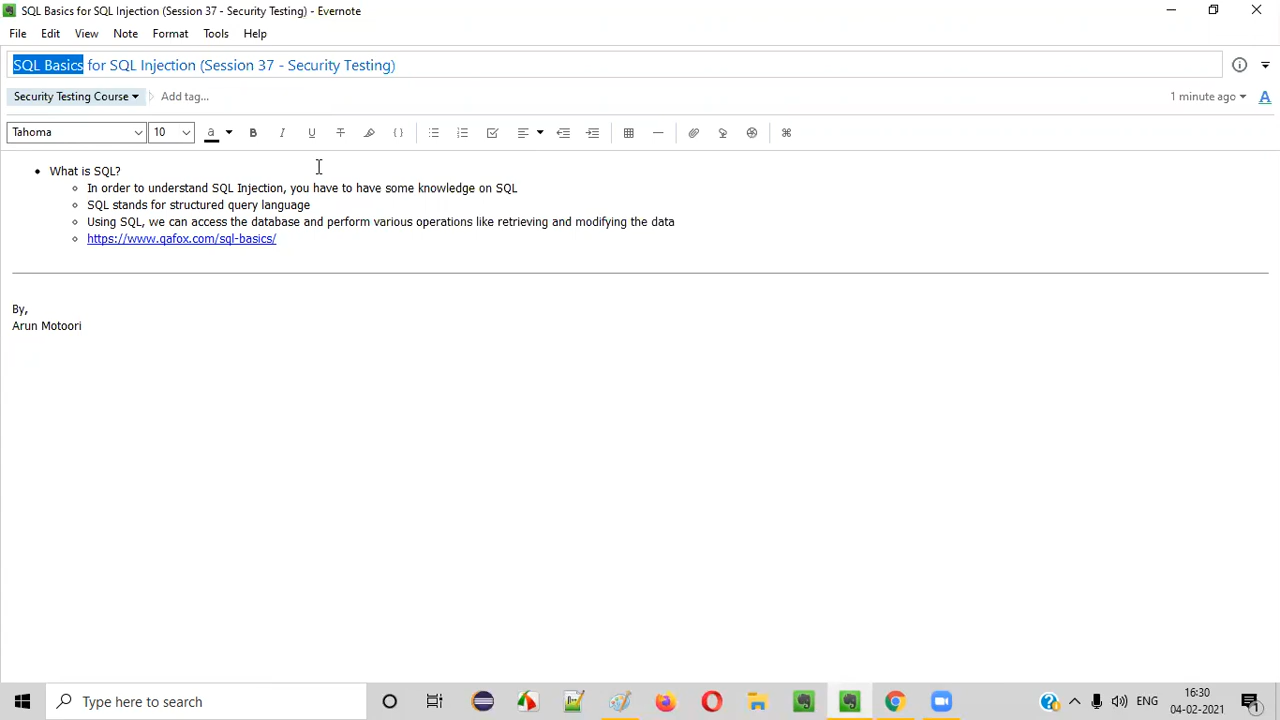 SQL Basics for SQL Injection (Session 37 - Security Testing) - Evernote
File Edit View Note Format Tools Help
SQL Basics for SQL Injection (Session 37 - Security Testing)
Security Testing Course Add tag... 1 minute ago
Tahoma 10
What is SQL?
In order to understand SQL Injection, you have to have some knowledge on SQL
SQL stands for structured query language
Using SQL, we can access the database and perform various operations like retrieving and modifying the data
https://www.qafox.com/sql-basics/
By,
Arun Motoori
Type here to search ENG 16:30
04-02-2021